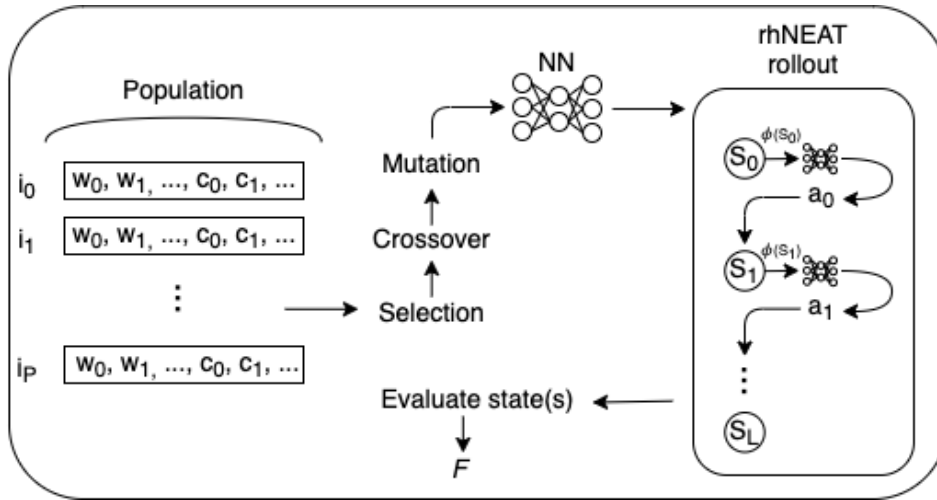 Population
i₀ w₀, w₁, ..., c₀, c₁, ...
i₁ w₀, w₁, ..., c₀, c₁, ...
⋮
iₚ w₀, w₁, ..., c₀, c₁, ...
Selection
Crossover
Mutation
NN
rhNEAT
rollout
S₀ ϕ(S₀)
a₀
S₁ ϕ(S₁)
a₁
⋮
S_L
Evaluate state(s)
F